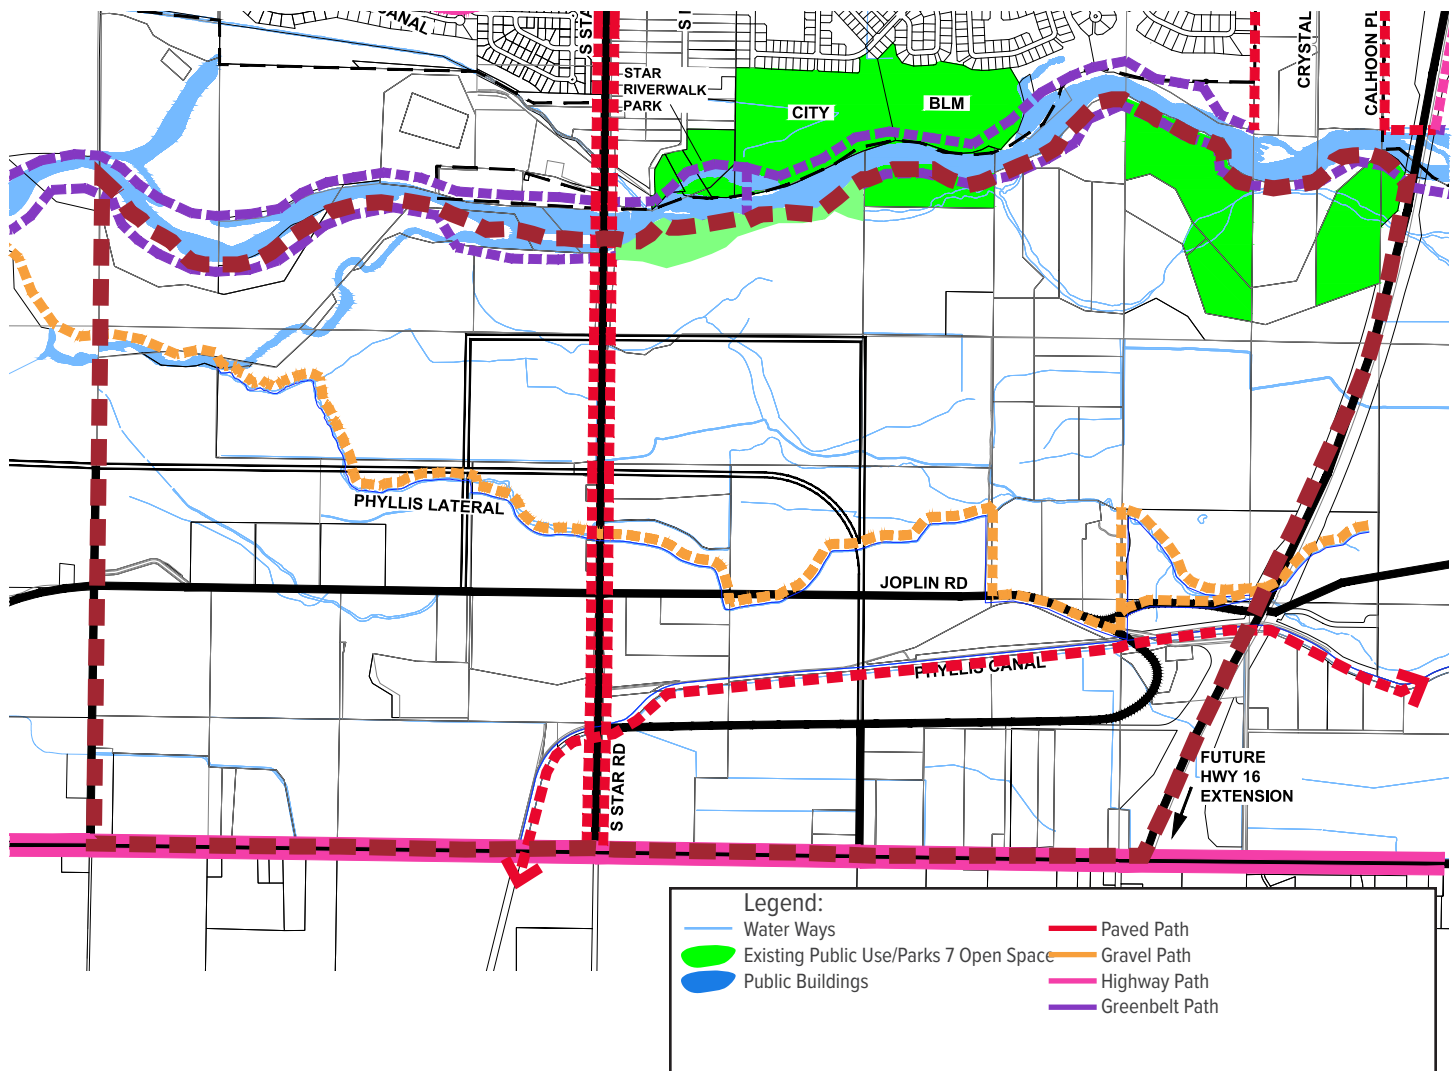 CANAL
S STA
CRYSTAL
CALHOON PL
STAR
RIVERWALK
PARK
CITY
BLM
PHYLLIS LATERAL
JOPLIN RD
PHYLLIS CANAL
S STAR RD
FUTURE
HWY 16
EXTENSION
Legend:
Water Ways
Existing Public Use/Parks 7 Open Space
Public Buildings
Paved Path
Gravel Path
Highway Path
Greenbelt Path